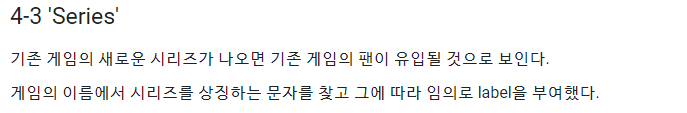 4-3 'Series'
기존 게임의 새로운 시리즈가 나오면 기존 게임의 팬이 유입될 것으로 보인다.
게임의 이름에서 시리즈를 상징하는 문자를 찾고 그에 따라 임의로 label을 부여했다.